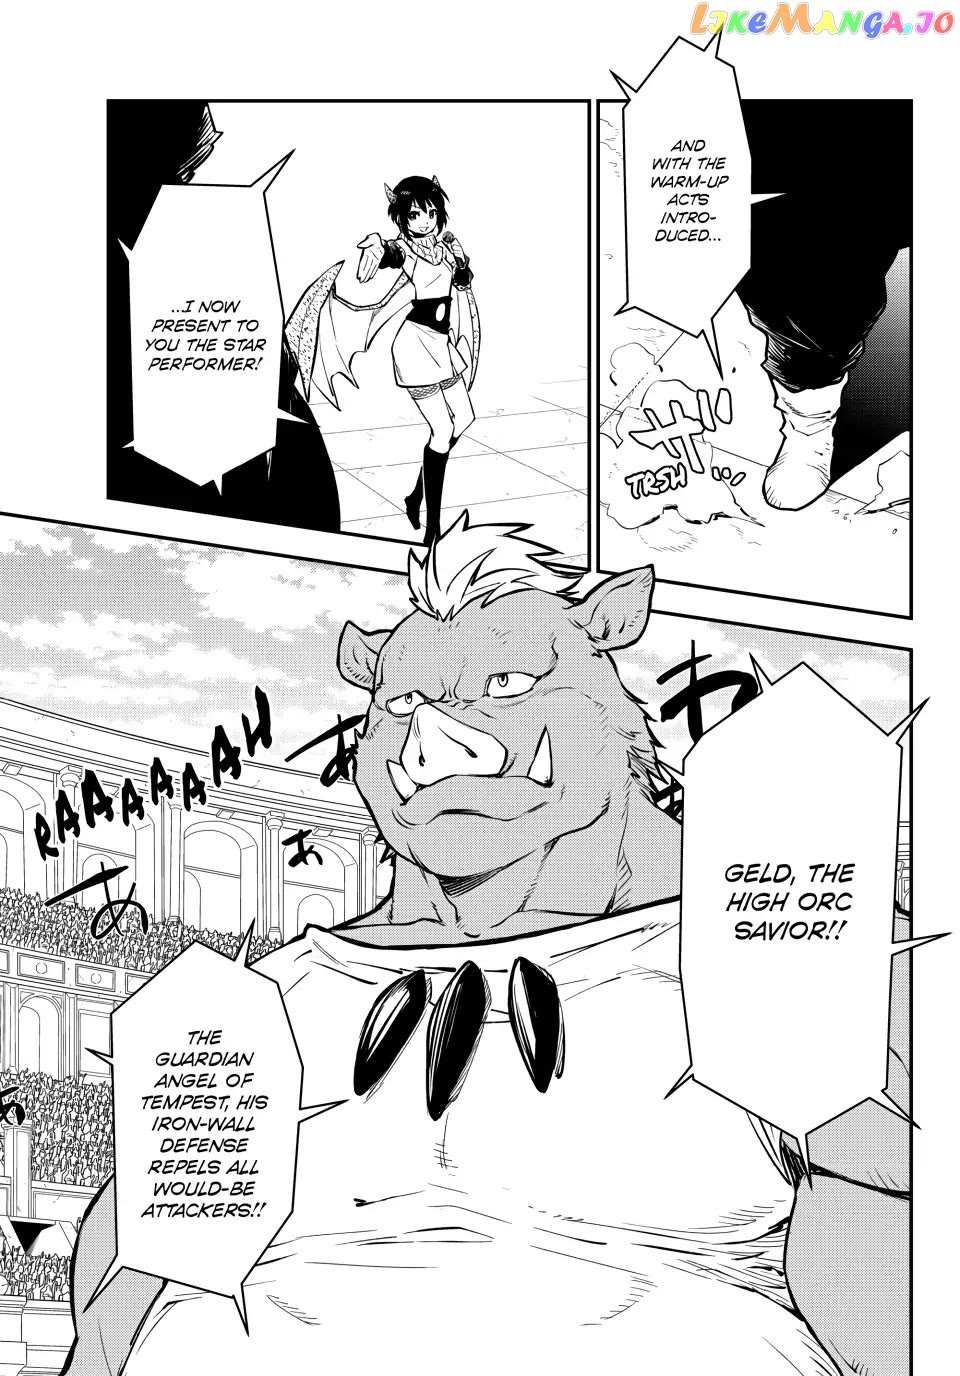 LIKEMANGA.IO
AND
WITH THE
WARM-UP
ACTS
INTRO-
DUCED...
ザッ
TRSH
...I NOW
PRESENT TO
YOU THE STAR
PERFORMER!
わ
あ
RAAAAAAH
あ
あ
GELD, THE
HIGH ORC
SAVIOR!!
THE
GUARDIAN
ANGEL OF
TEMPEST, HIS
IRON-WALL
DEFENSE
REPELS ALL
WOULD-BE
ATTACKERS!!
あ